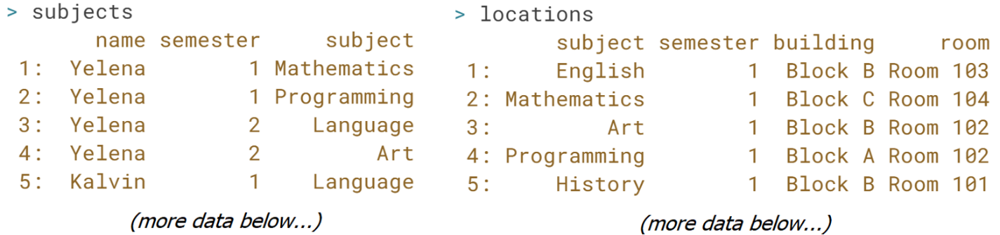 > subjects
name semester subject
1: Yelena 1 Mathematics
2: Yelena 1 Programming
3: Yelena 2 Language
4: Yelena 2 Art
5: Kalvin 1 Language
(more data below...)
> locations
subject semester building room
1: English 1 Block B Room 103
2: Mathematics 1 Block C Room 104
3: Art 1 Block B Room 102
4: Programming 1 Block A Room 102
5: History 1 Block B Room 101
(more data below...)